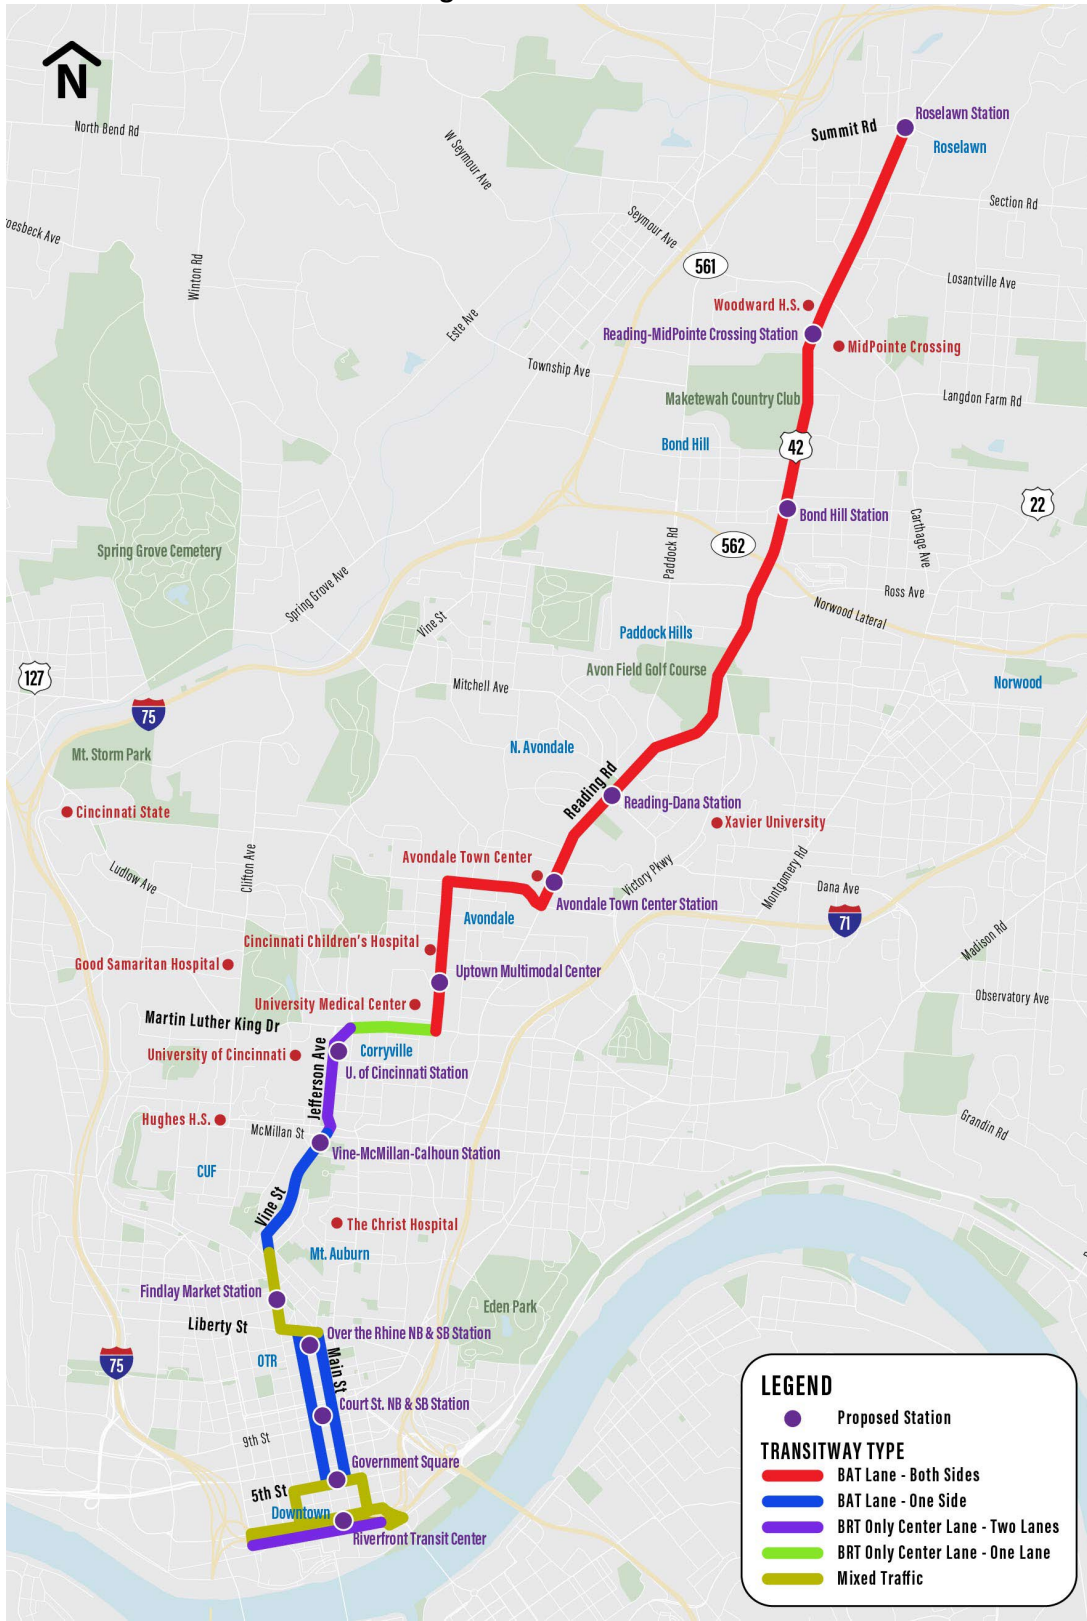 N
North Bend Rd
W Seymour Ave
Summit Rd
Roselawn Station
Roselawn
Section Rd
Seymour Ave
Winton Rd
561
Losantville Ave
Woodward H.S.
Este Ave
Reading-MidPointe Crossing Station
MidPointe Crossing
Township Ave
Maketewah Country Club
Langdon Farm Rd
Bond Hill
42
22
Bond Hill Station
Carthage Ave
562
Paddock Rd
Spring Grove Cemetery
Spring Grove Ave
Ross Ave
Norwood Lateral
Vine St
Paddock Hills
Avon Field Golf Course
127
Mitchell Ave
Norwood
75
N. Avondale
Mt. Storm Park
Reading Rd
Reading-Dana Station
Cincinnati State
Xavier University
Avondale Town Center
Clifton Ave
Ludlow Ave
Victory Pkwy
Montgomery Rd
Dana Ave
Avondale Town Center Station
Avondale
71
Cincinnati Children's Hospital
Madison Rd
Good Samaritan Hospital
Uptown Multimodal Center
University Medical Center
Observatory Ave
Martin Luther King Dr
University of Cincinnati
Corryville
Jefferson Ave
U. of Cincinnati Station
Hughes H.S.
McMillan St
Grandin Rd
Vine-McMillan-Calhoun Station
CUF
Vine St
The Christ Hospital
Mt. Auburn
Findlay Market Station
Eden Park
Liberty St
Over the Rhine NB & SB Station
OTR
Main St
75
Court St. NB & SB Station
9th St
Government Square
5th St
Downtown
Riverfront Transit Center
LEGEND
Proposed Station
TRANSITWAY TYPE
BAT Lane - Both Sides
BAT Lane - One Side
BRT Only Center Lane - Two Lanes
BRT Only Center Lane - One Lane
Mixed Traffic